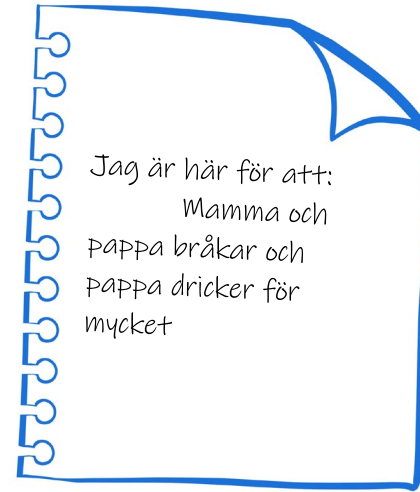 Jag är här för att:
Mamma och
pappa bråkar och
pappa dricker för
mycket